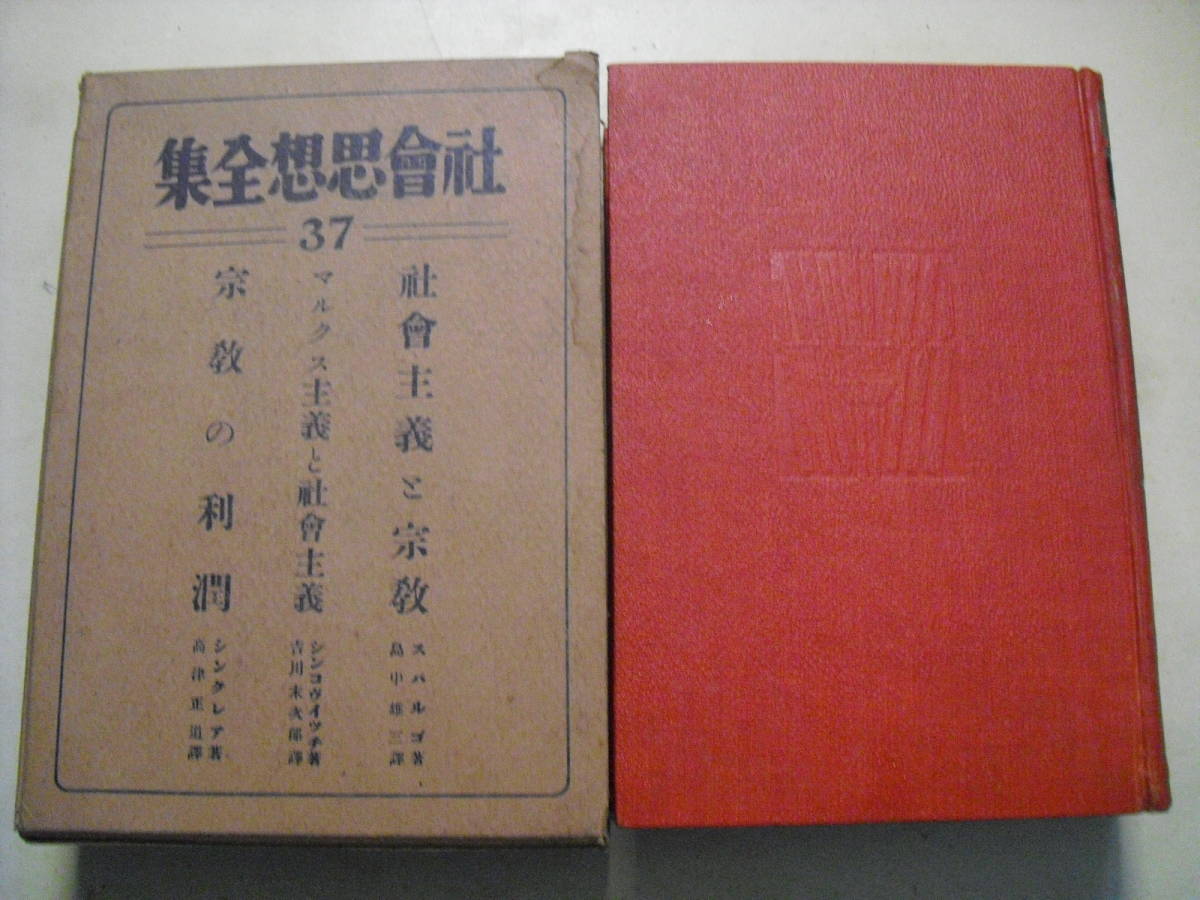 社會思想全集
37
社會主義と宗教
スパルゴ著
島中雄三譯
マルクス主義と社會主義
シンコヴイツチ著
吉川末次郎譯
宗教の利潤
シンクレア著
高津正道譯